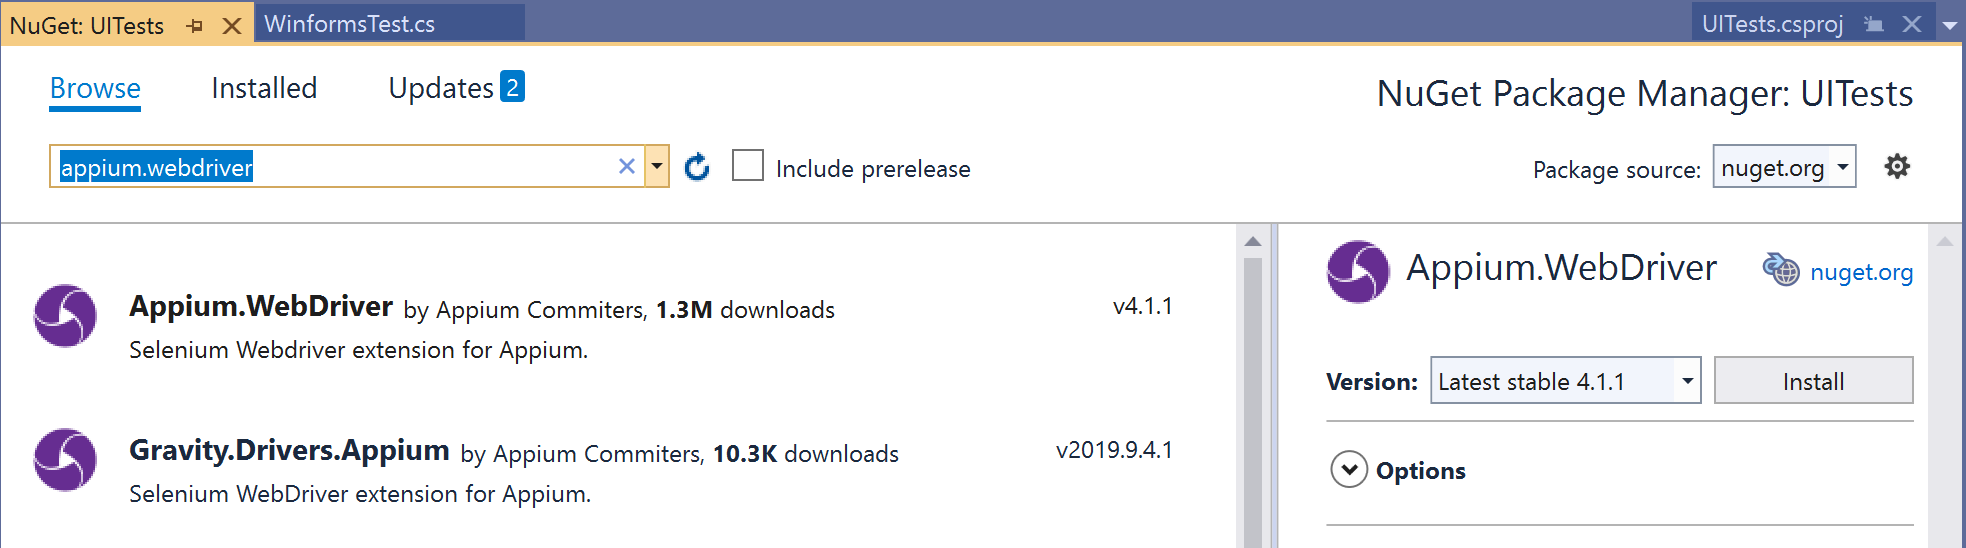 NuGet: UITests WinformsTest.cs UITests.csproj
Browse Installed Updates 2
NuGet Package Manager: UITests
appium.webdriver Include prerelease Package source: nuget.org
Appium.WebDriver by Appium Commiters, 1.3M downloads v4.1.1
Selenium Webdriver extension for Appium.
Gravity.Drivers.Appium by Appium Commiters, 10.3K downloads v2019.9.4.1
Selenium WebDriver extension for Appium.
Appium.WebDriver nuget.org
Version: Latest stable 4.1.1 Install
Options